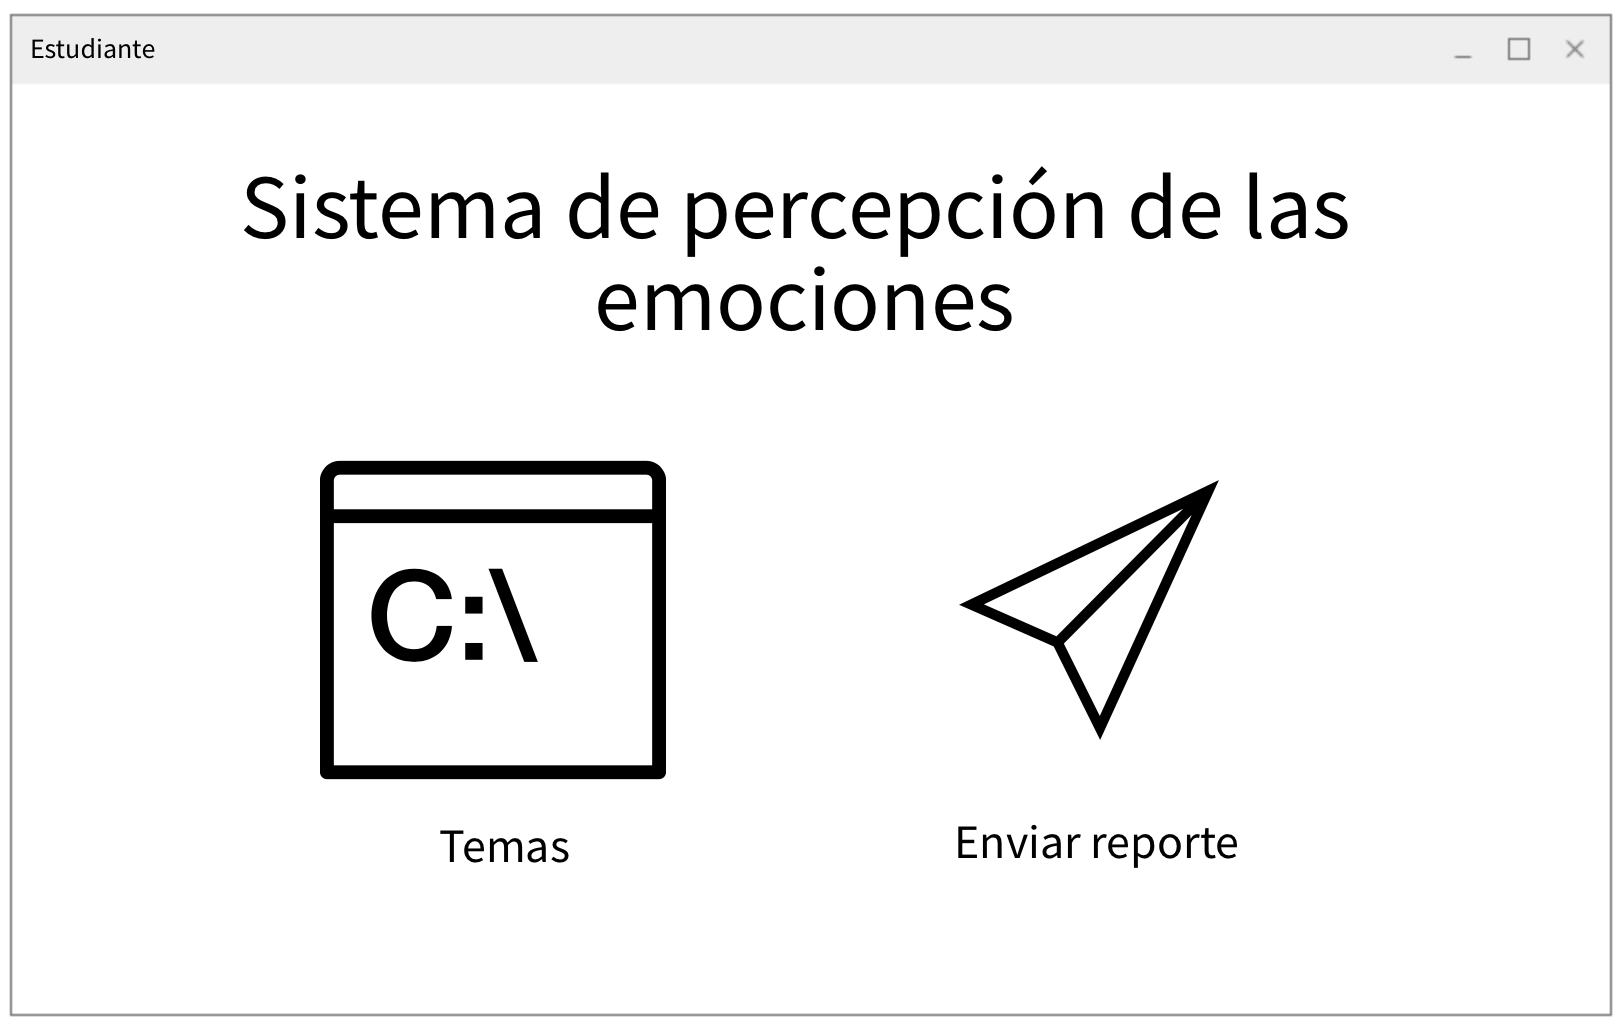 Estudiante
Sistema de percepción de las
emociones
C:\
Temas
Enviar reporte